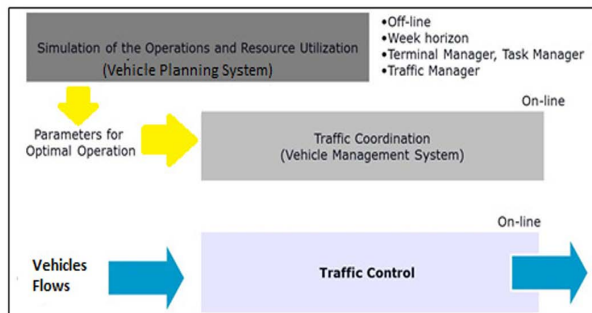 Simulation of the Operations and Resource Utilization
(Vehicle Planning System)
•Off-line
•Week horizon
•Terminal Manager, Task Manager
•Traffic Manager
Parameters for
Optimal Operation
On-line
Traffic Coordination
(Vehicle Management System)
On-line
Vehicles
Flows
Traffic Control